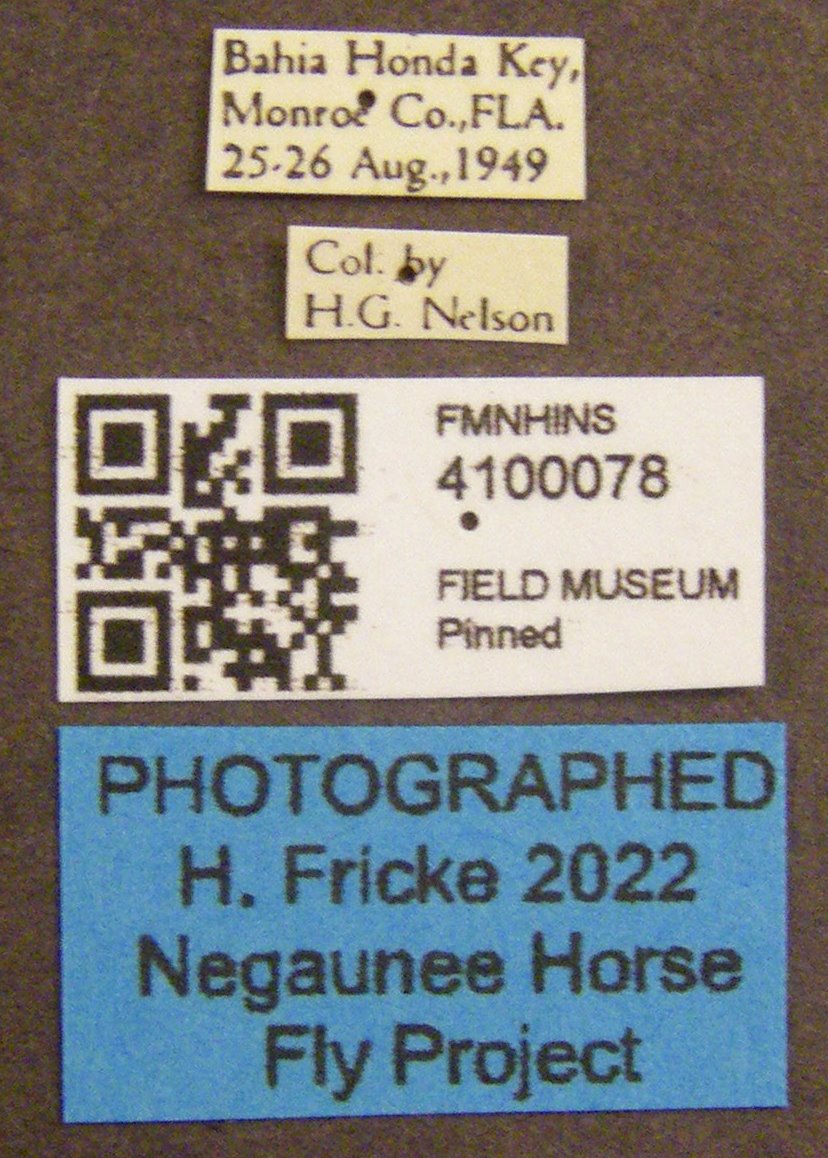 Bahia Honda Key,
Monroe Co.,FLA.
25-26 Aug.,1949
Col. by
H.G. Nelson
FMNHINS
4100078
FIELD MUSEUM
Pinned
PHOTOGRAPHED
H. Fricke 2022
Negaunee Horse
Fly Project